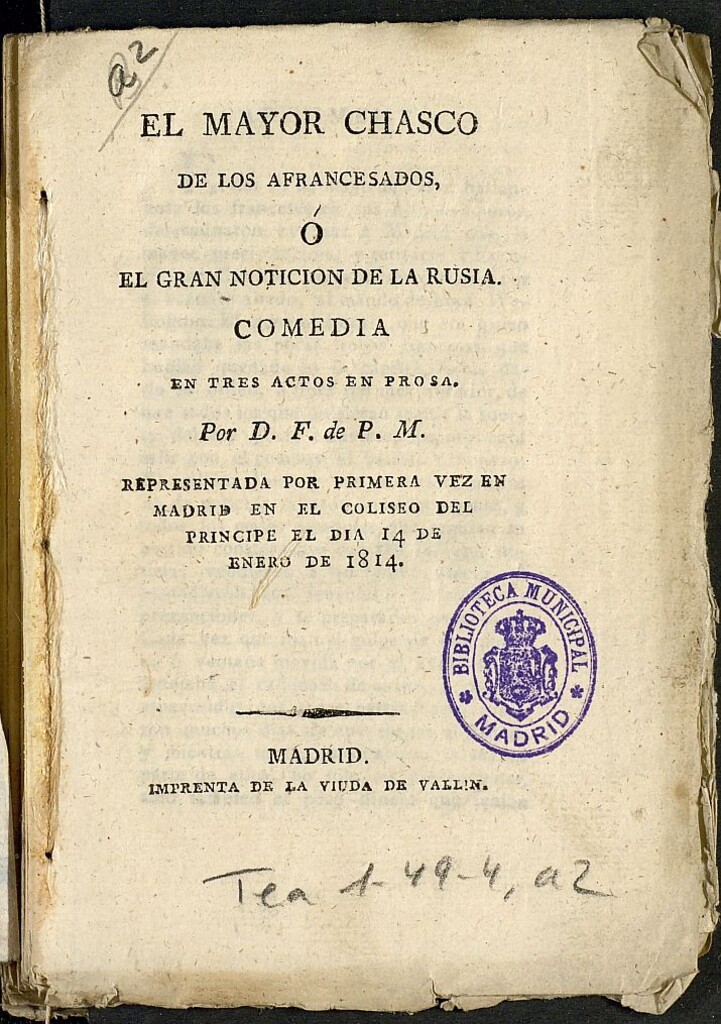 a2
EL MAYOR CHASCO
DE LOS AFRANCESADOS,
Ó
EL GRAN NOTICION DE LA RUSIA.
COMEDIA
EN TRES ACTOS EN PROSA.
Por D. F. de P. M.
REPRESENTADA POR PRIMERA VEZ EN
MADRID EN EL COLISEO DEL
PRINCIPE EL DIA 14 DE
ENERO DE 1814.
BIBLIOTECA MUNICIPAL
MADRID
MADRID.
IMPRENTA DE LA VIUDA DE VALLIN.
Tea 1-49-4, a2